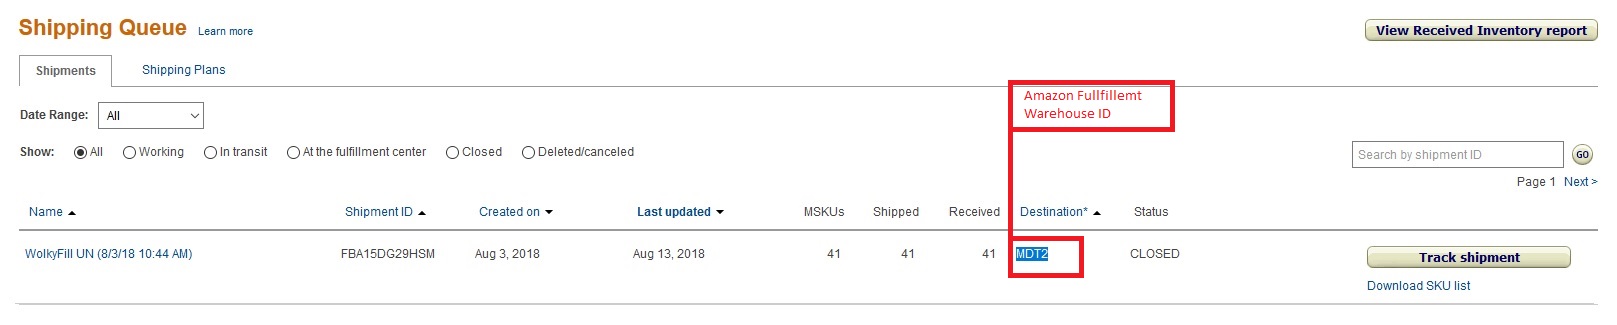 Shipping Queue Learn more
View Received Inventory report
Shipments Shipping Plans
Amazon Fullfillemt
Warehouse ID
Date Range: All
Show: All Working In transit At the fulfillment center Closed Deleted/canceled
Search by shipment ID GO
Page 1 Next >
Name Shipment ID Created on Last updated MSKUs Shipped Received Destination* Status
WolkyFill UN (8/3/18 10:44 AM) FBA15DG29HSM Aug 3, 2018 Aug 13, 2018 41 41 41 MDT2 CLOSED Track shipment
Download SKU list